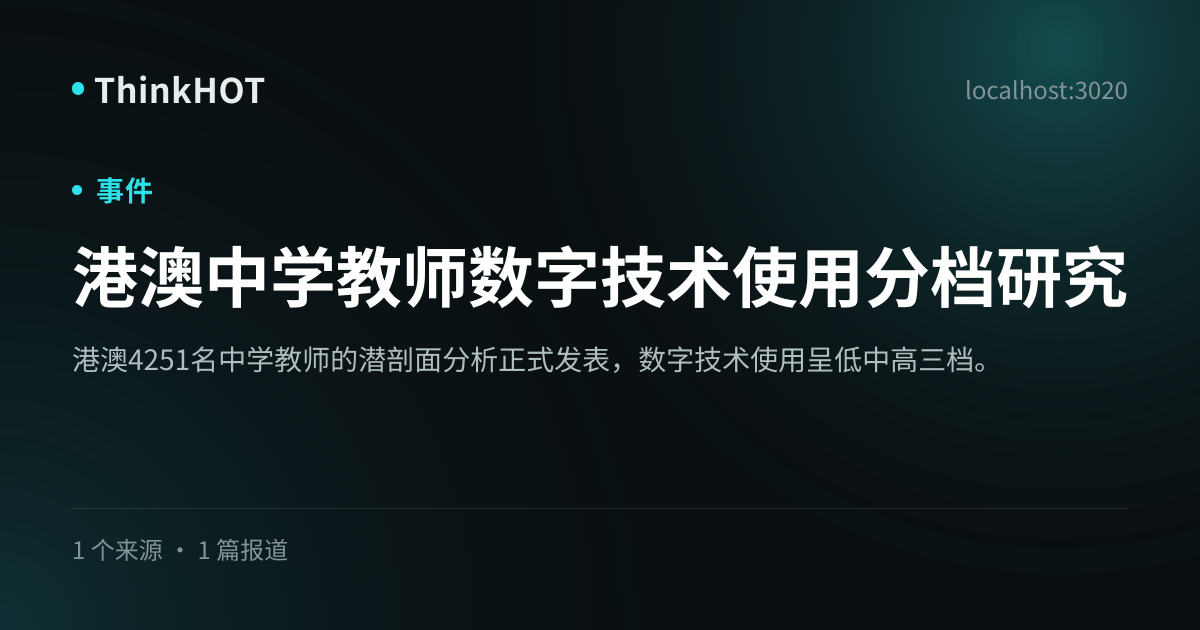 ThinkHOT
localhost:3020
事件
港澳中学教师数字技术使用分档研究
港澳4251名中学教师的潜剖面分析正式发表，数字技术使用呈低中高三档。
1 个来源 · 1 篇报道